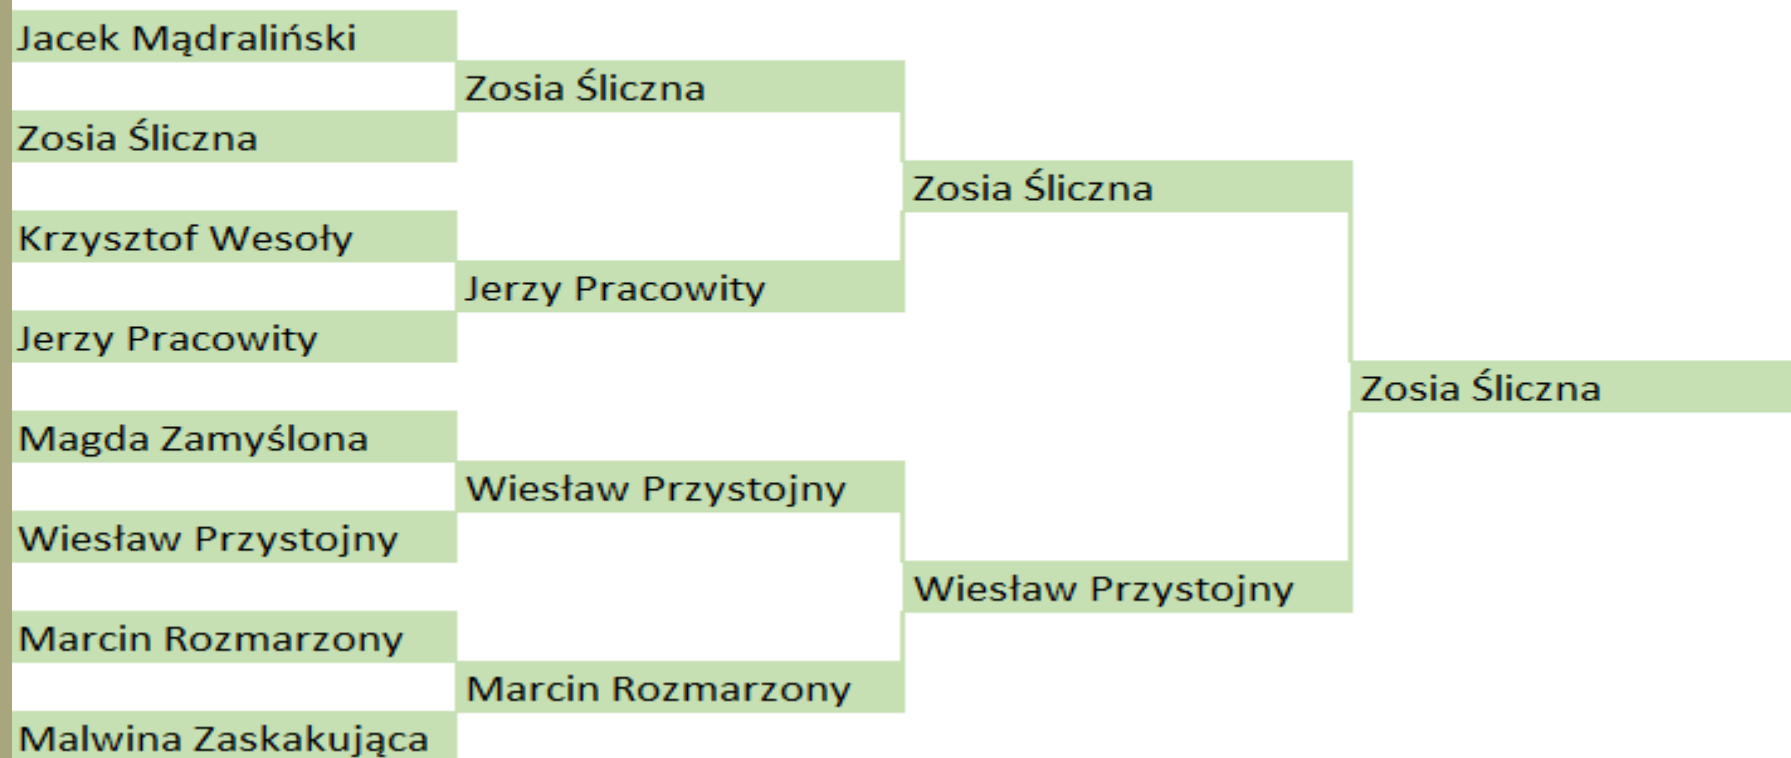 Jacek Mądraliński
Zosia Śliczna
Zosia Śliczna
Zosia Śliczna
Krzysztof Wesoły
Jerzy Pracowity
Jerzy Pracowity
Zosia Śliczna
Magda Zamyślona
Wiesław Przystojny
Wiesław Przystojny
Wiesław Przystojny
Marcin Rozmarzony
Marcin Rozmarzony
Malwina Zaskakująca